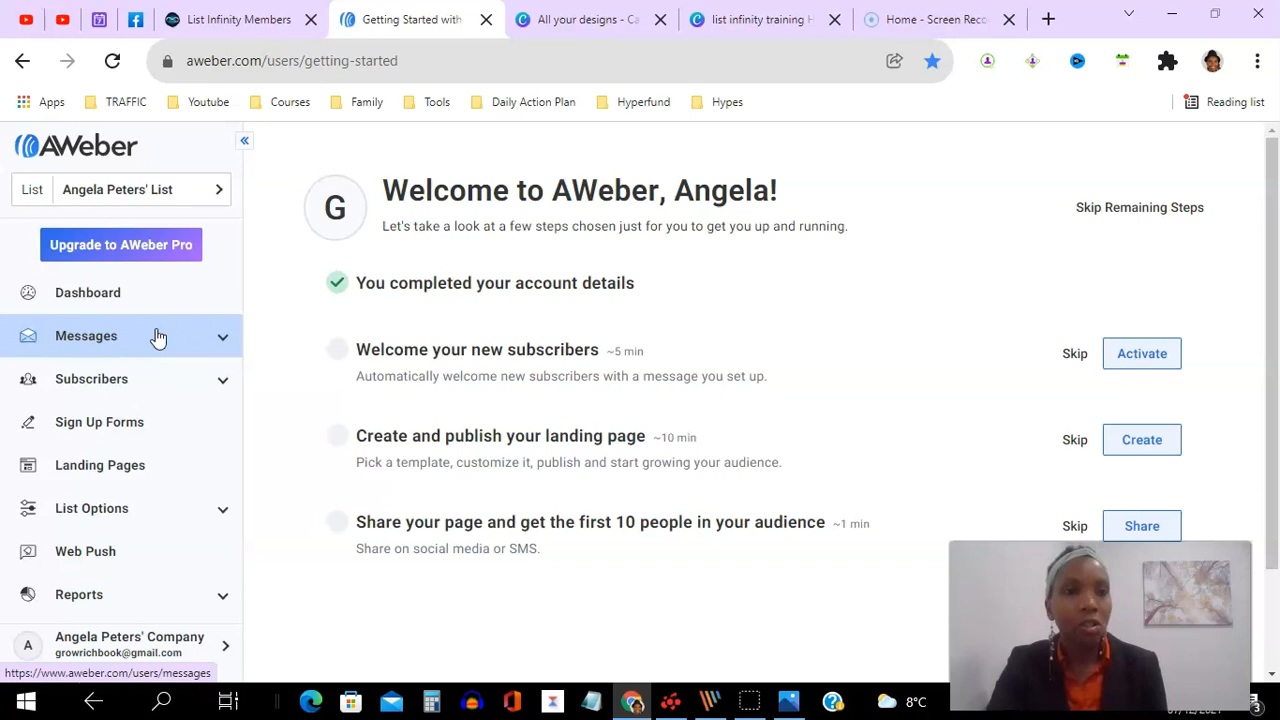 List Infinity Members
Getting Started with
All your designs - Ca
list infinity training H
Home - Screen Reco
aweber.com/users/getting-started
Apps
TRAFFIC
Youtube
Courses
Family
Tools
Daily Action Plan
Hyperfund
Hypes
Reading list
AWeber
List
Angela Peters' List
Upgrade to AWeber Pro
Dashboard
Messages
Subscribers
Sign Up Forms
Landing Pages
List Options
Web Push
Reports
A
Angela Peters' Company
growrichbook@gmail.com
https://www.aweber.com/users/messages
G
Welcome to AWeber, Angela!
Let's take a look at a few steps chosen just for you to get you up and running.
Skip Remaining Steps
You completed your account details
Welcome your new subscribers ~5 min
Automatically welcome new subscribers with a message you set up.
Skip
Activate
Create and publish your landing page ~10 min
Pick a template, customize it, publish and start growing your audience.
Skip
Create
Share your page and get the first 10 people in your audience ~1 min
Share on social media or SMS.
Skip
Share
8°C
3